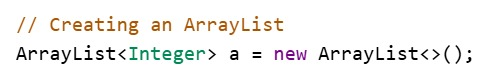 // Creating an ArrayList
ArrayList<Integer> a = new ArrayList<>();